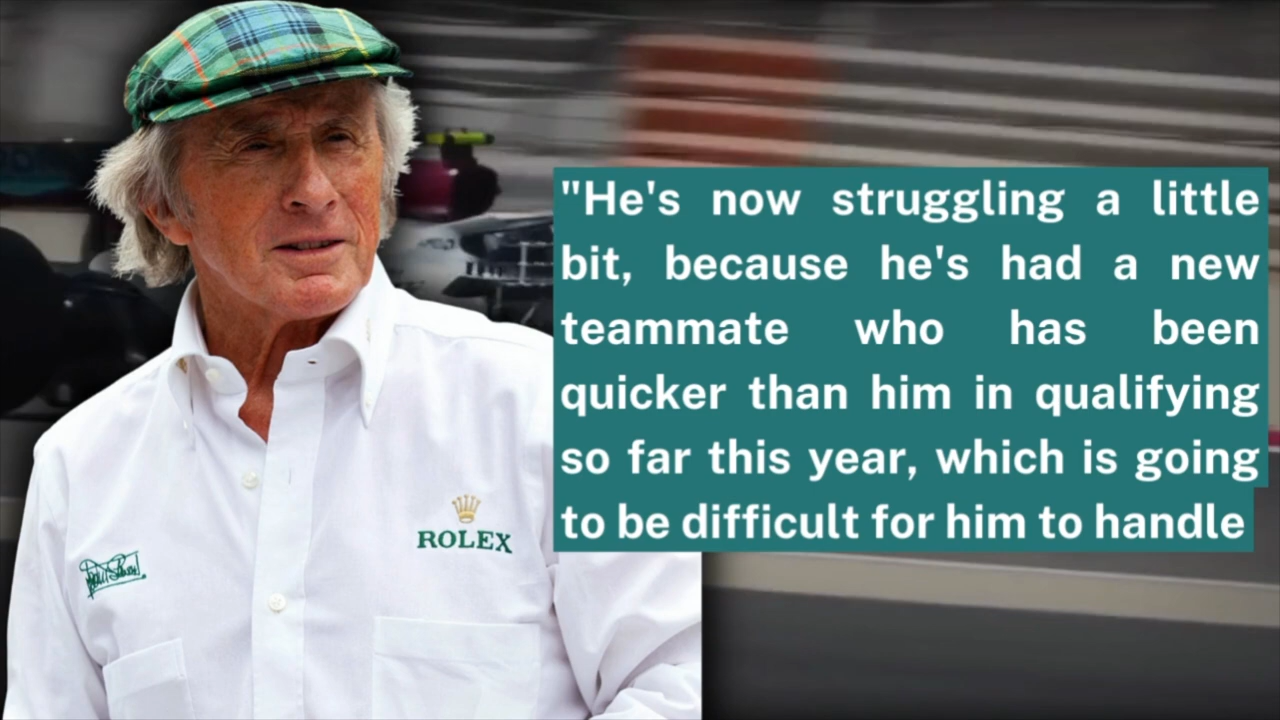 "He's now struggling a little
bit, because he's had a new
teammate who has been
quicker than him in qualifying
so far this year, which is going
to be difficult for him to handle
ROLEX